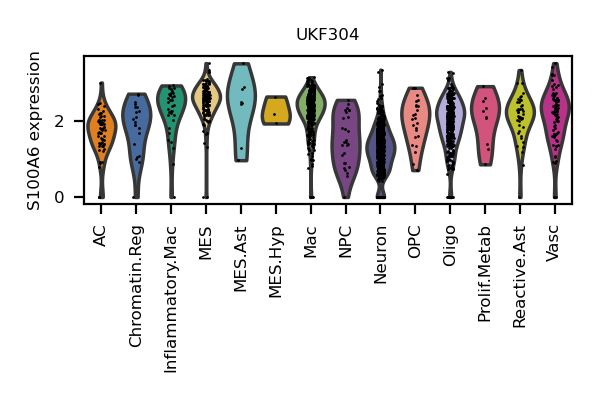 UKF304
S100A6 expression
2
0
AC
Chromatin.Reg
Inflammatory.Mac
MES
MES.Ast
MES.Hyp
Mac
NPC
Neuron
OPC
Oligo
Prolif.Metab
Reactive.Ast
Vasc